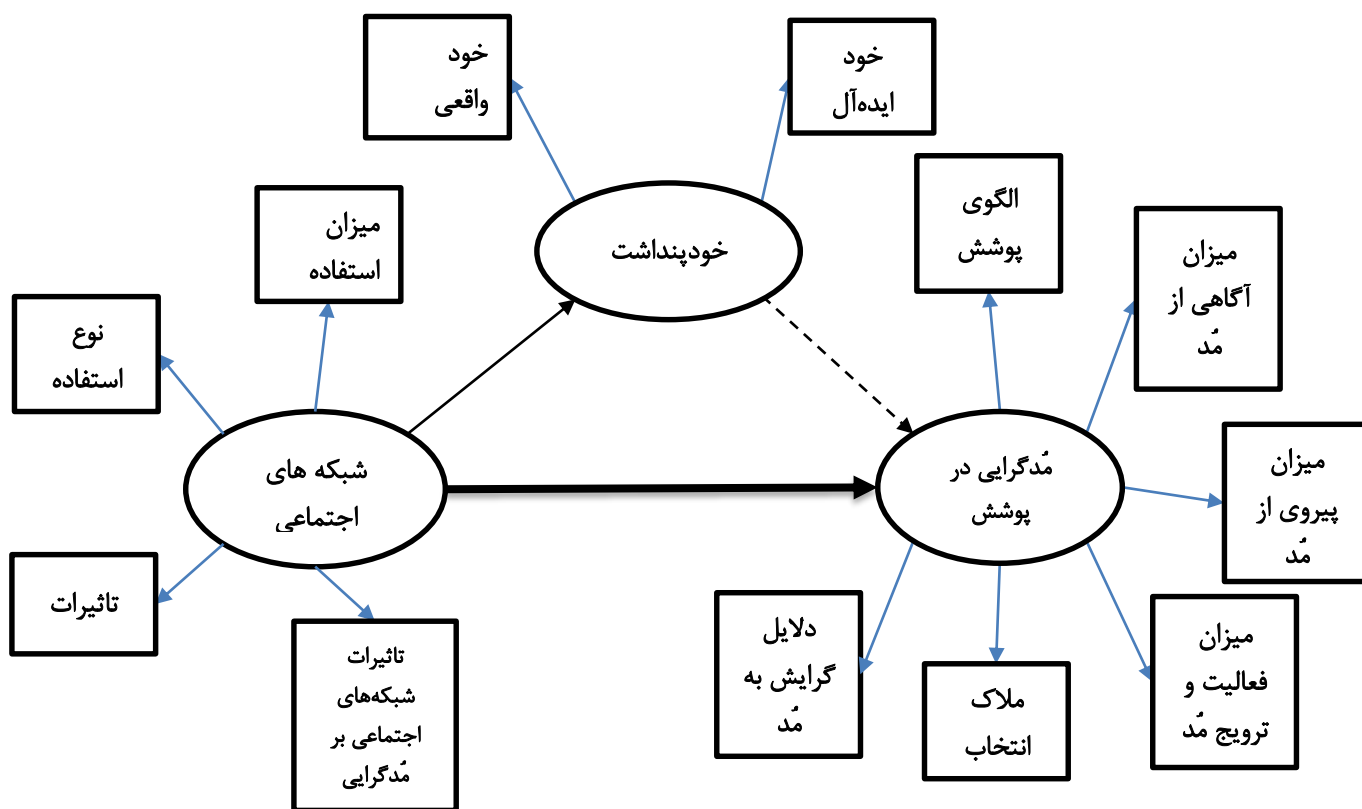 خود
واقعی
خود
ایده‌آل
الگوی
پوشش
میزان
آگاهی از
مُد
میزان
استفاده
خودپنداشت
نوع
استفاده
شبکه های
اجتماعی
مُدگرایی در
پوشش
میزان
پیروی از
مُد
تاثیرات
تاثیرات
شبکه‌های
اجتماعی بر
مُدگرایی
دلایل
گرایش به
مُد
ملاک
انتخاب
میزان
فعالیت و
ترویج مُد